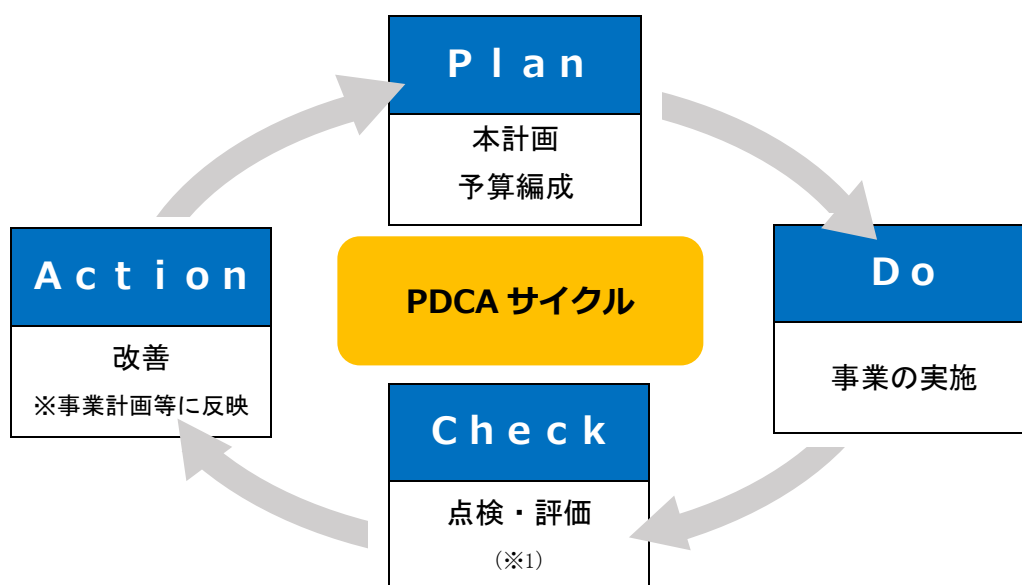 Ｐｌａｎ
本計画
予算編成
Ｄｏ
事業の実施
Ｃｈｅｃｋ
点検・評価
（※1）
Ａｃｔｉｏｎ
改善
※事業計画等に反映
PDCA サイクル